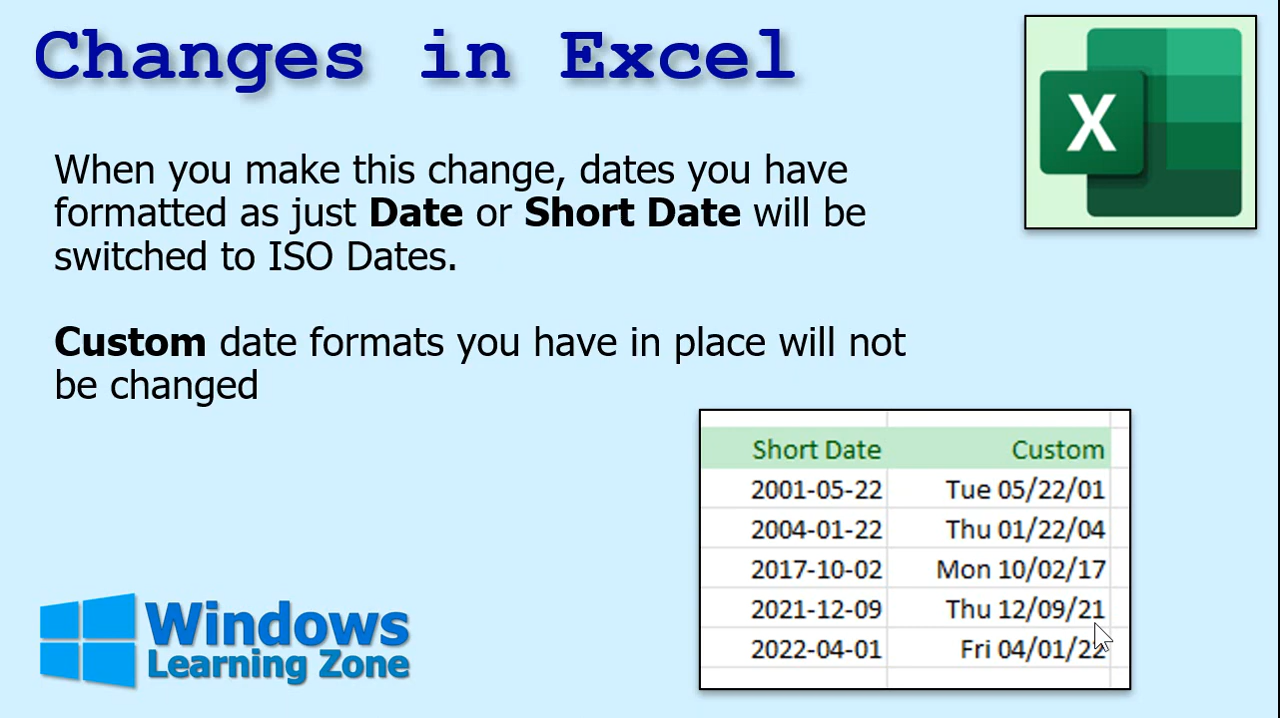 Changes in Excel
X
When you make this change, dates you have
formatted as just Date or Short Date will be
switched to ISO Dates.
Custom date formats you have in place will not
be changed
Short Date Custom
2001-05-22 Tue 05/22/01
2004-01-22 Thu 01/22/04
2017-10-02 Mon 10/02/17
2021-12-09 Thu 12/09/21
2022-04-01 Fri 04/01/22
Windows
Learning Zone